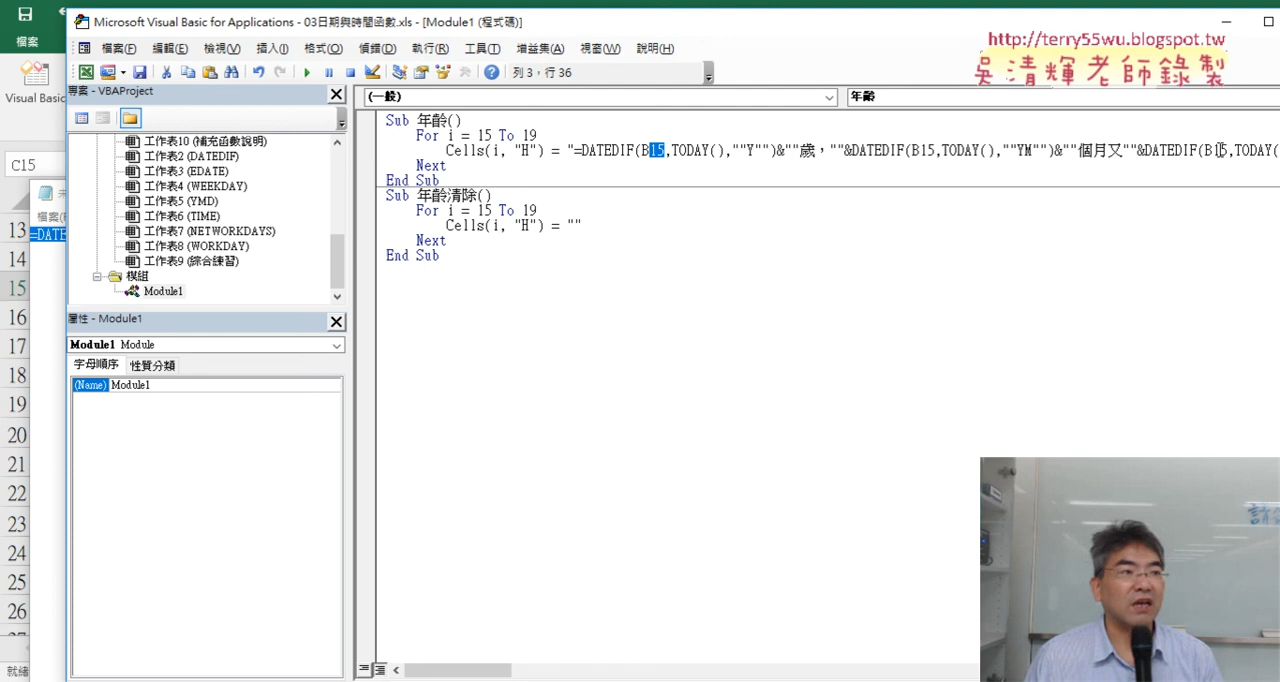 Microsoft Visual Basic for Applications - 03日期與時間函數.xls - [Module1 (程式碼)]
檔案
檔案(F) 編輯(E) 檢視(V) 插入(I) 格式(O) 偵錯(D) 執行(R) 工具(T) 增益集(A) 視窗(W) 說明(H)
http://terry55wu.blogspot.tw
吳清輝老師錄製
列 3，行 36
Visual Basic
專案 - VBAProject
(一般)
年齡
工作表10 (補充函數說明)
工作表2 (DATEDIF)
工作表3 (EDATE)
工作表4 (WEEKDAY)
工作表5 (YMD)
工作表6 (TIME)
工作表7 (NETWORKDAYS)
工作表8 (WORKDAY)
工作表9 (綜合練習)
模組
Module1
Sub 年齡()
For i = 15 To 19
Cells(i, "H") = "=DATEDIF(B15,TODAY(),""Y"")&""歲，""&DATEDIF(B15,TODAY(),""YM"")&""個月又""&DATEDIF(B15,TODAY(
Next
End Sub
Sub 年齡清除()
For i = 15 To 19
Cells(i, "H") = ""
Next
End Sub
屬性 - Module1
Module1 Module
字母順序 性質分類
(Name) Module1
C15
=DATE
13
14
15
16
17
18
19
20
21
22
23
24
25
26
就緒